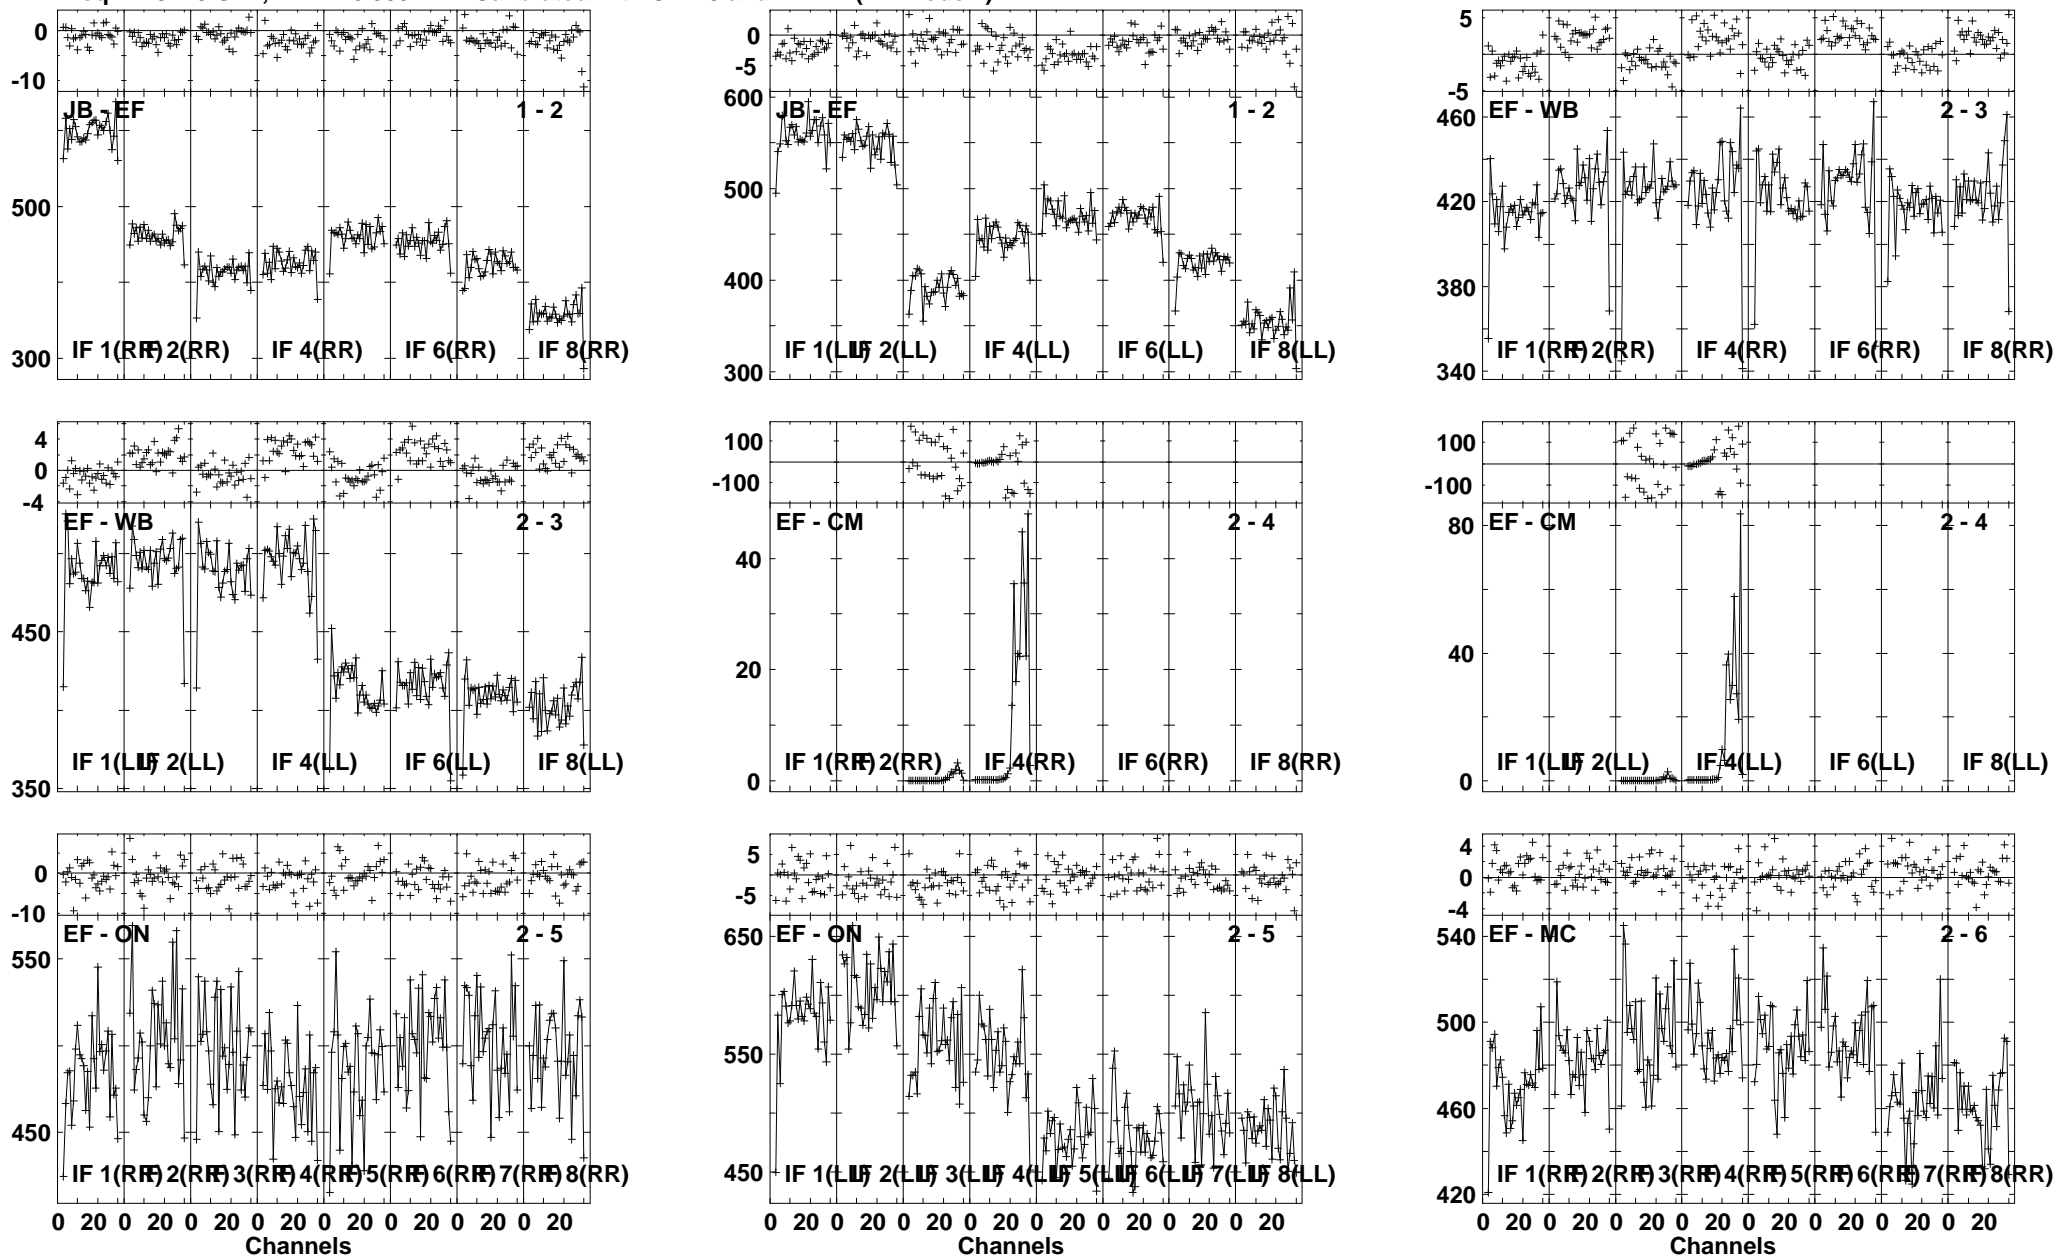 0
-10
JB - EF 1 - 2
500
300
IF 1(RR) IF 2(RR) IF 4(RR) IF 6(RR) IF 8(RR)
0
-5
600
JB - EF 1 - 2
500
400
300
IF 1(LL) IF 2(LL) IF 4(LL) IF 6(LL) IF 8(LL)
5
-5
EF - WB 2 - 3
460
420
380
340
IF 1(RR) IF 2(RR) IF 4(RR) IF 6(RR) IF 8(RR)
4
0
-4
EF - WB 2 - 3
450
350
IF 1(LL) IF 2(LL) IF 4(LL) IF 6(LL) IF 8(LL)
100
-100
EF - CM 2 - 4
40
20
0
IF 1(RR) IF 2(RR) IF 4(RR) IF 6(RR) IF 8(RR)
100
-100
EF - CM 2 - 4
80
40
0
IF 1(LL) IF 2(LL) IF 4(LL) IF 6(LL) IF 8(LL)
0
-10
EF - ON 2 - 5
550
450
IF 1(RR) IF 2(RR) IF 3(RR) IF 4(RR) IF 5(RR) IF 6(RR) IF 7(RR) IF 8(RR)
0 20 0 20 0 20 0 20 0 20 0 20 0 20 0 20
Channels
5
-5
650
EF - ON 2 - 5
550
450
IF 1(LL) IF 2(LL) IF 3(LL) IF 4(LL) IF 5(LL) IF 6(LL) IF 7(LL) IF 8(LL)
0 20 0 20 0 20 0 20 0 20 0 20 0 20 0 20
Channels
4
0
-4
EF - MC 2 - 6
540
500
460
420
IF 1(RR) IF 2(RR) IF 3(RR) IF 4(RR) IF 5(RR) IF 6(RR) IF 7(RR) IF 8(RR)
0 20 0 20 0 20 0 20 0 20 0 20 0 20 0 20
Channels